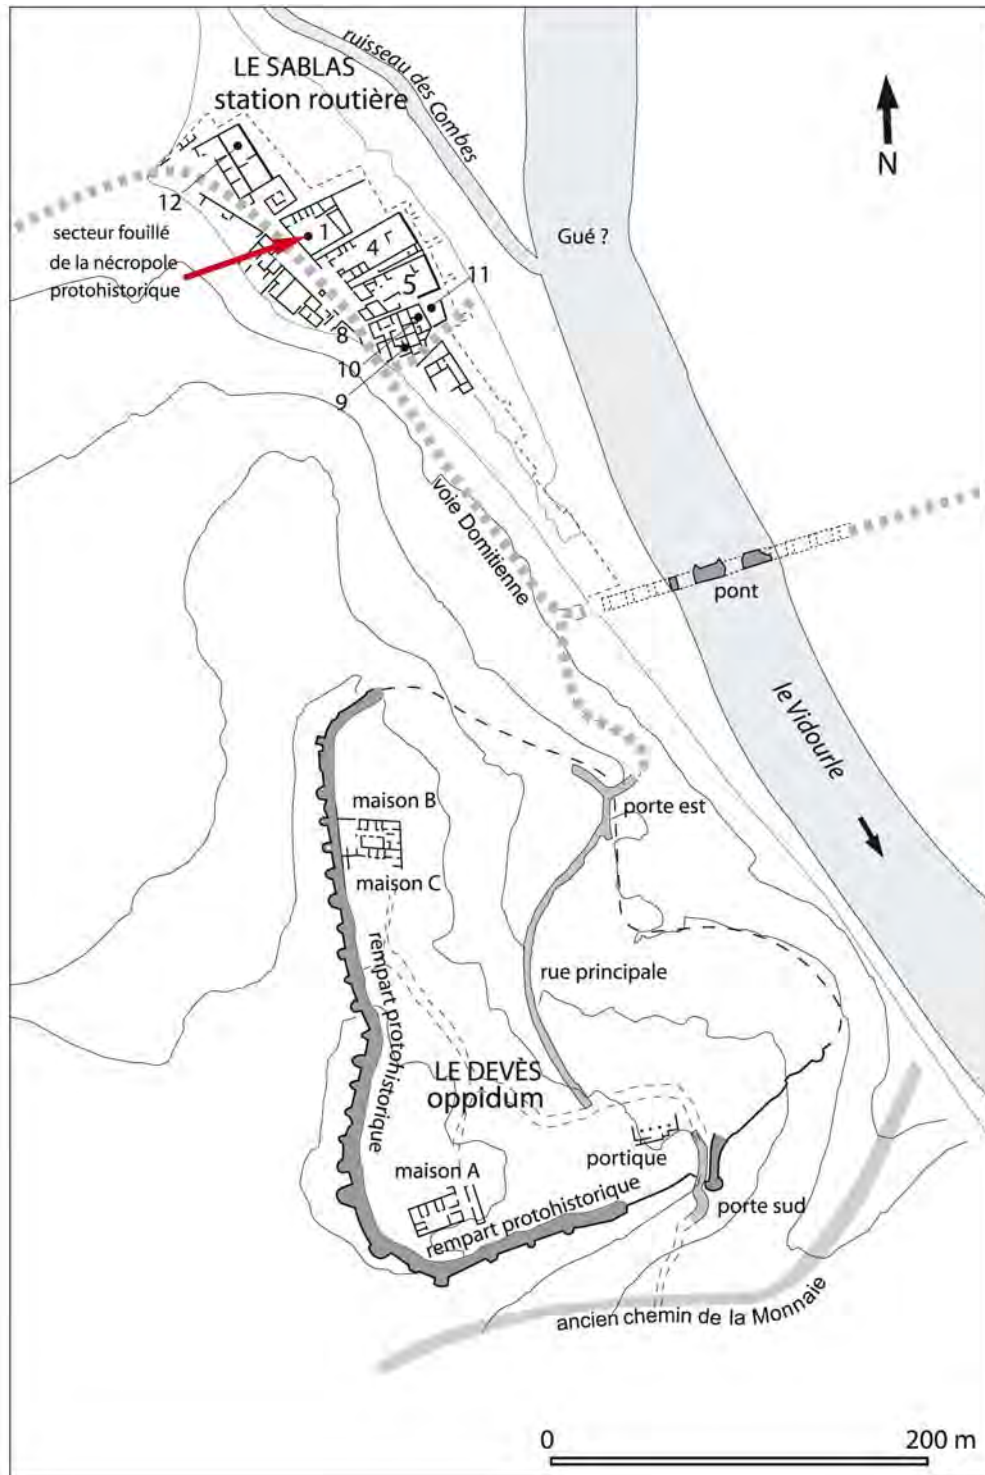 ruisseau des Combes
LE SABLAS
station routière
N
12
secteur fouillé
de la nécropole
protohistorique
1
4
5
11
8
10
9
Gué ?
voie Domitienne
pont
le Vidourle
porte est
maison B
maison C
rempart protohistorique
rue principale
LE DEVÈS
oppidum
maison A
portique
rempart protohistorique
porte sud
ancien chemin de la Monnaie
0
200 m